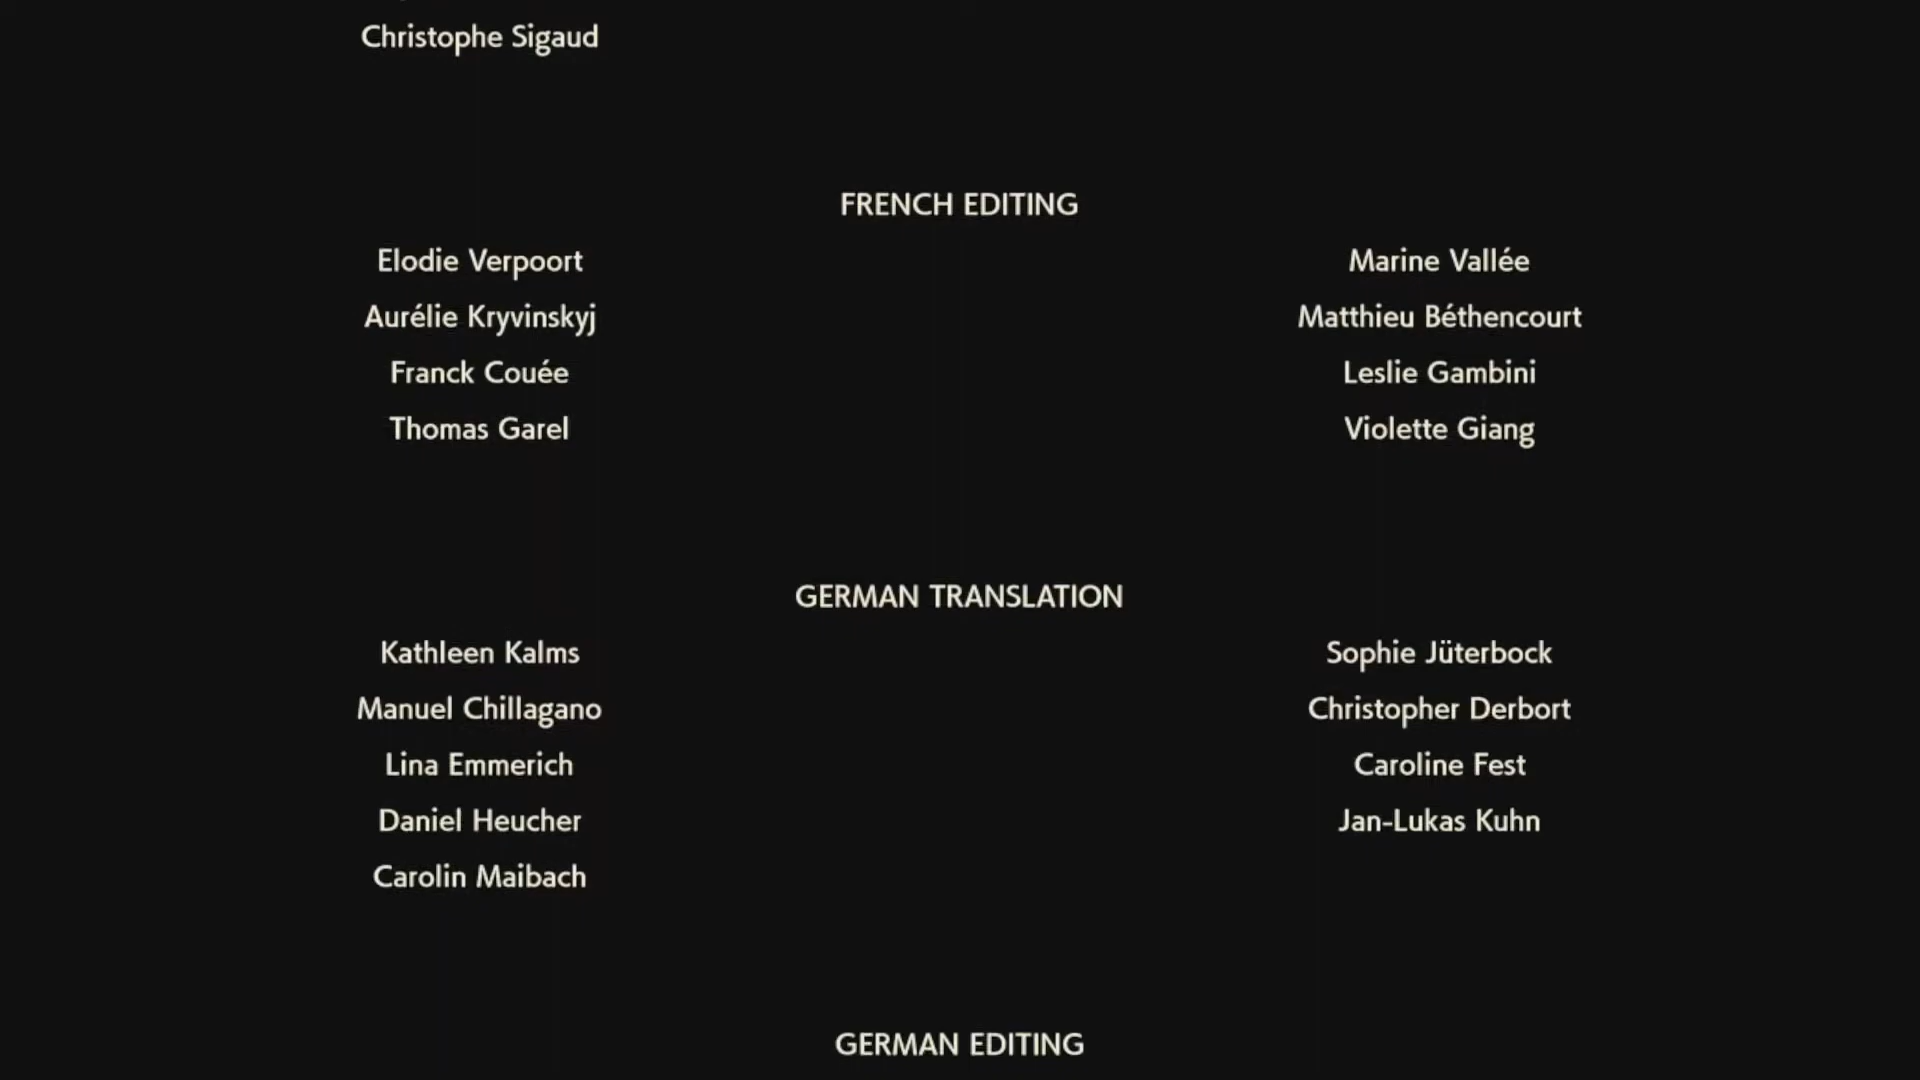 Christophe Sigaud
FRENCH EDITING
Elodie Verpoort
Marine Vallée
Aurélie Kryvinskyj
Matthieu Béthencourt
Franck Couée
Leslie Gambini
Thomas Garel
Violette Giang
GERMAN TRANSLATION
Kathleen Kalms
Sophie Jüterbock
Manuel Chillagano
Christopher Derbort
Lina Emmerich
Caroline Fest
Daniel Heucher
Jan-Lukas Kuhn
Carolin Maibach
GERMAN EDITING